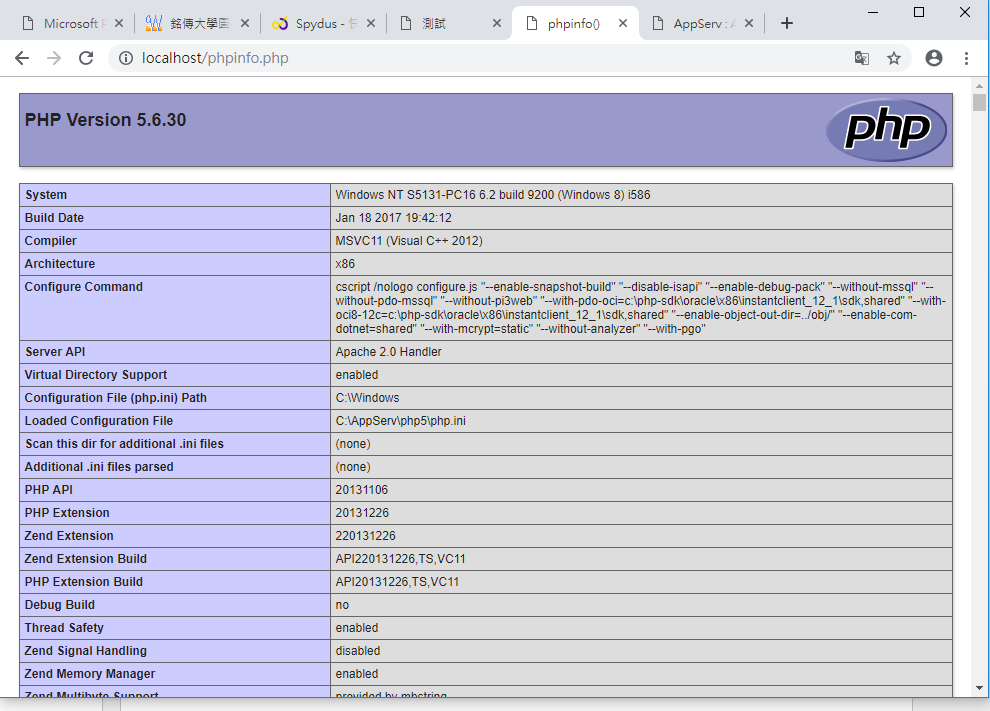 Microsoft
銘傳大學圖
Spydus -
測試
phpinfo()
AppServ :
localhost/phpinfo.php
PHP Version 5.6.30
php
System Windows NT S5131-PC16 6.2 build 9200 (Windows 8) i586
Build Date Jan 18 2017 19:42:12
Compiler MSVC11 (Visual C++ 2012)
Architecture x86
Configure Command cscript /nologo configure.js "--enable-snapshot-build" "--disable-isapi" "--enable-debug-pack" "--without-mssql" "--
without-pdo-mssql" "--without-pi3web" "--with-pdo-oci=c:\php-sdk\oracle\x86\instantclient_12_1\sdk,shared" "--with-
oci8-12c=c:\php-sdk\oracle\x86\instantclient_12_1\sdk,shared" "--enable-object-out-dir=../obj/" "--enable-com-
dotnet=shared" "--with-mcrypt=static" "--without-analyzer" "--with-pgo"
Server API Apache 2.0 Handler
Virtual Directory Support enabled
Configuration File (php.ini) Path C:\Windows
Loaded Configuration File C:\AppServ\php5\php.ini
Scan this dir for additional .ini files (none)
Additional .ini files parsed (none)
PHP API 20131106
PHP Extension 20131226
Zend Extension 220131226
Zend Extension Build API220131226,TS,VC11
PHP Extension Build API20131226,TS,VC11
Debug Build no
Thread Safety enabled
Zend Signal Handling disabled
Zend Memory Manager enabled
Zend Multibyte Support provided by mbstring